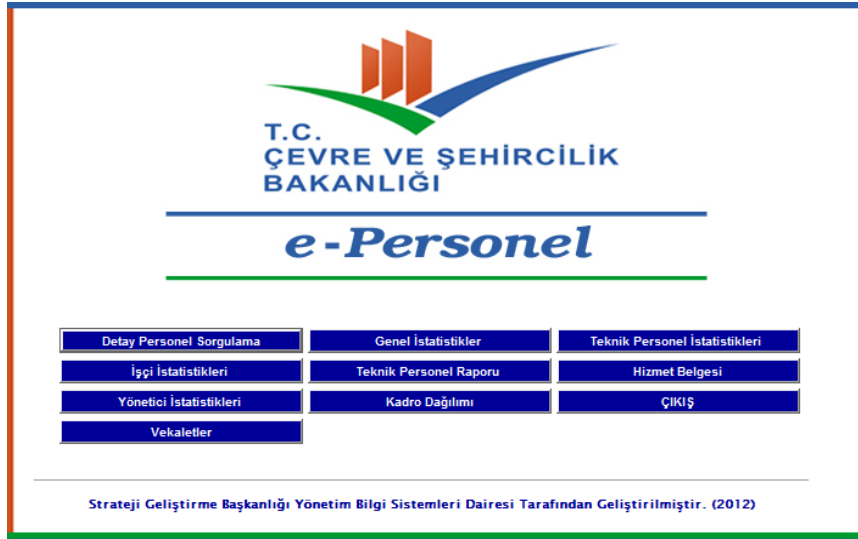 T.C.
ÇEVRE VE ŞEHİRCİLİK
BAKANLIĞI
e-Personel
Detay Personel Sorgulama Genel İstatistikler Teknik Personel İstatistikleri
İşçi İstatistikleri Teknik Personel Raporu Hizmet Belgesi
Yönetici İstatistikleri Kadro Dağılımı ÇIKIŞ
Vekaletler
Strateji Geliştirme Başkanlığı Yönetim Bilgi Sistemleri Dairesi Tarafından Geliştirilmiştir. (2012)